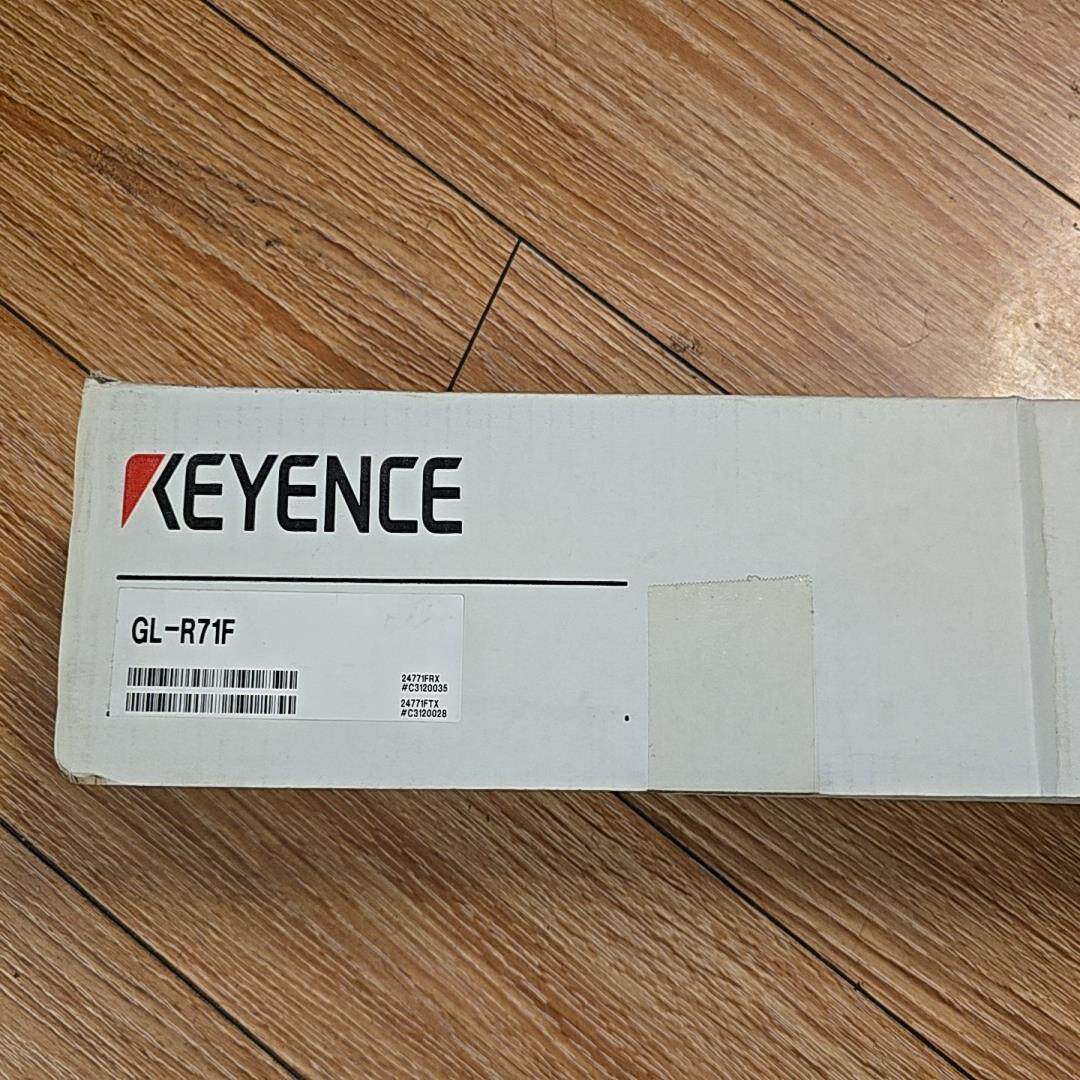 KEYENCE
GL-R71F
24771FRX
#C3120035
24771FTX
#C3120028